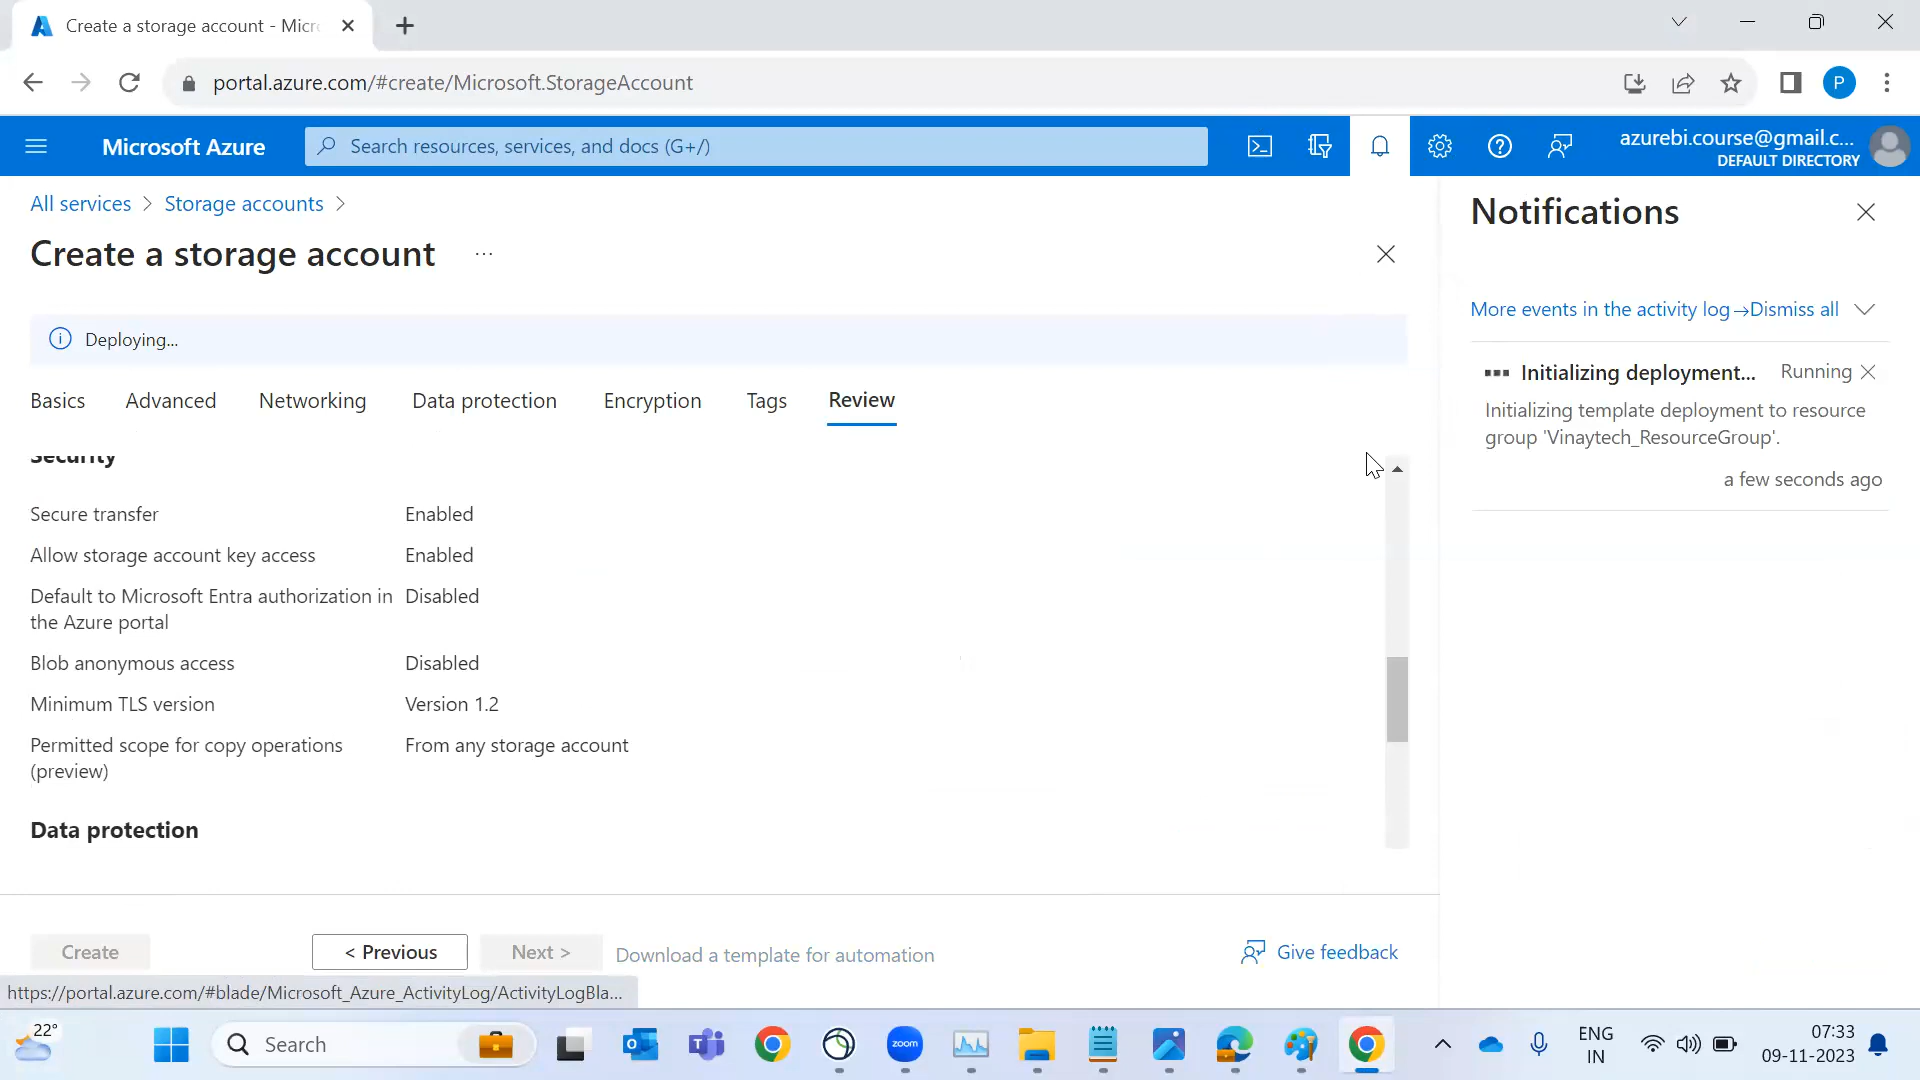 Create a storage account - Micr
portal.azure.com/#create/Microsoft.StorageAccount
P
Microsoft Azure
Search resources, services, and docs (G+/)
azurebi.course@gmail.c...
DEFAULT DIRECTORY
All services > Storage accounts >
Create a storage account ...
Deploying...
Basics Advanced Networking Data protection Encryption Tags Review
Security
Secure transfer Enabled
Allow storage account key access Enabled
Default to Microsoft Entra authorization in Disabled
the Azure portal
Blob anonymous access Disabled
Minimum TLS version Version 1.2
Permitted scope for copy operations From any storage account
(preview)
Data protection
Create < Previous Next > Download a template for automation Give feedback
https://portal.azure.com/#blade/Microsoft_Azure_ActivityLog/ActivityLogBla...
Notifications
More events in the activity log → Dismiss all
Initializing deployment... Running
Initializing template deployment to resource
group 'Vinaytech_ResourceGroup'.
a few seconds ago
22°
Search
zoom
ENG
IN
07:33
09-11-2023